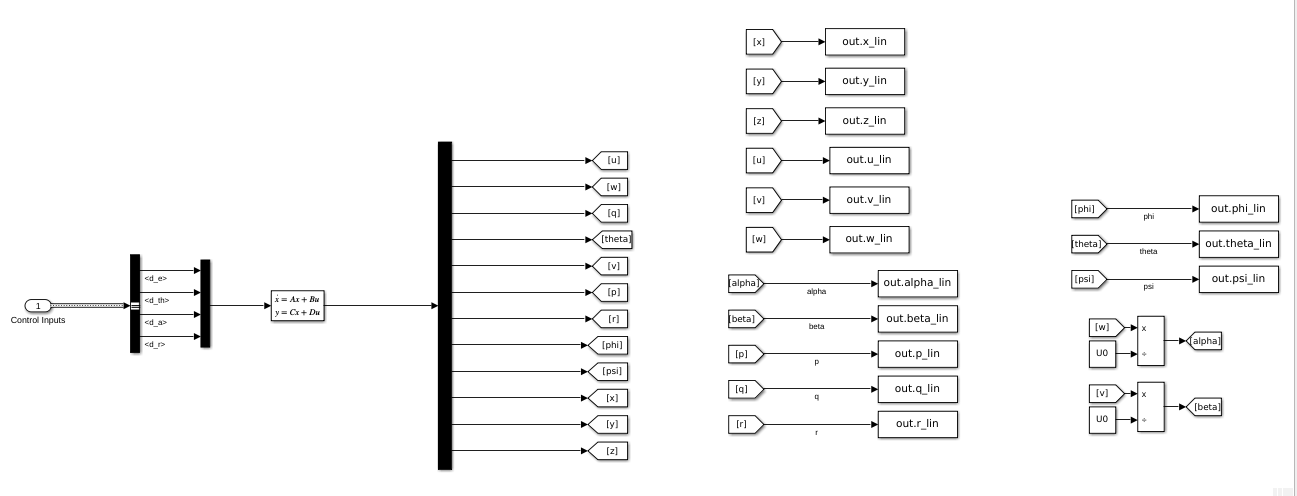 1
Control Inputs
<d_e>
<d_th>
<d_a>
<d_r>
ẋ = Ax + Bu
y = Cx + Du
[u]
[w]
[q]
[theta]
[v]
[p]
[r]
[phi]
[psi]
[x]
[y]
[z]
[x] out.x_lin
[y] out.y_lin
[z] out.z_lin
[u] out.u_lin
[v] out.v_lin
[w] out.w_lin
[alpha] alpha out.alpha_lin
[beta] beta out.beta_lin
[p] p out.p_lin
[q] q out.q_lin
[r] r out.r_lin
[phi] phi out.phi_lin
[theta] theta out.theta_lin
[psi] psi out.psi_lin
[w] x [alpha]
U0 ÷
[v] x [beta]
U0 ÷